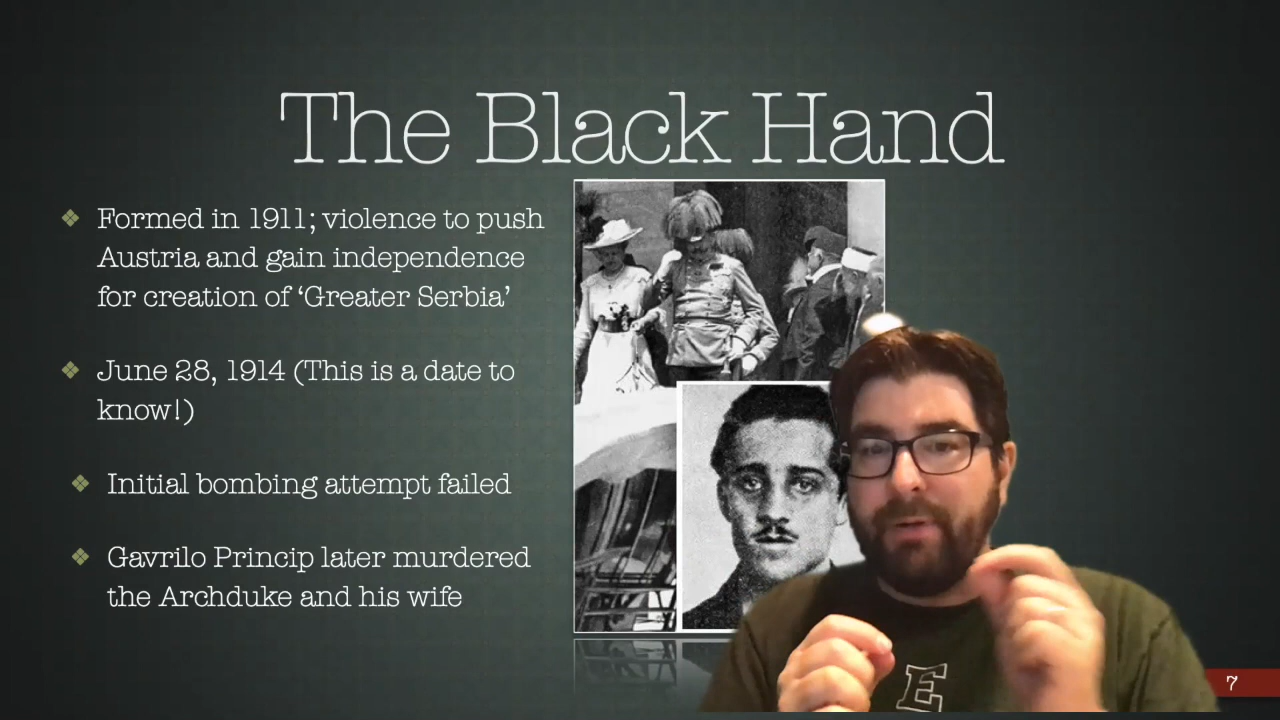 The Black Hand
❖ Formed in 1911; violence to push
Austria and gain independence
for creation of ‘Greater Serbia’
❖ June 28, 1914 (This is a date to
know!)
❖ Initial bombing attempt failed
❖ Gavrilo Princip later murdered
the Archduke and his wife
E
7